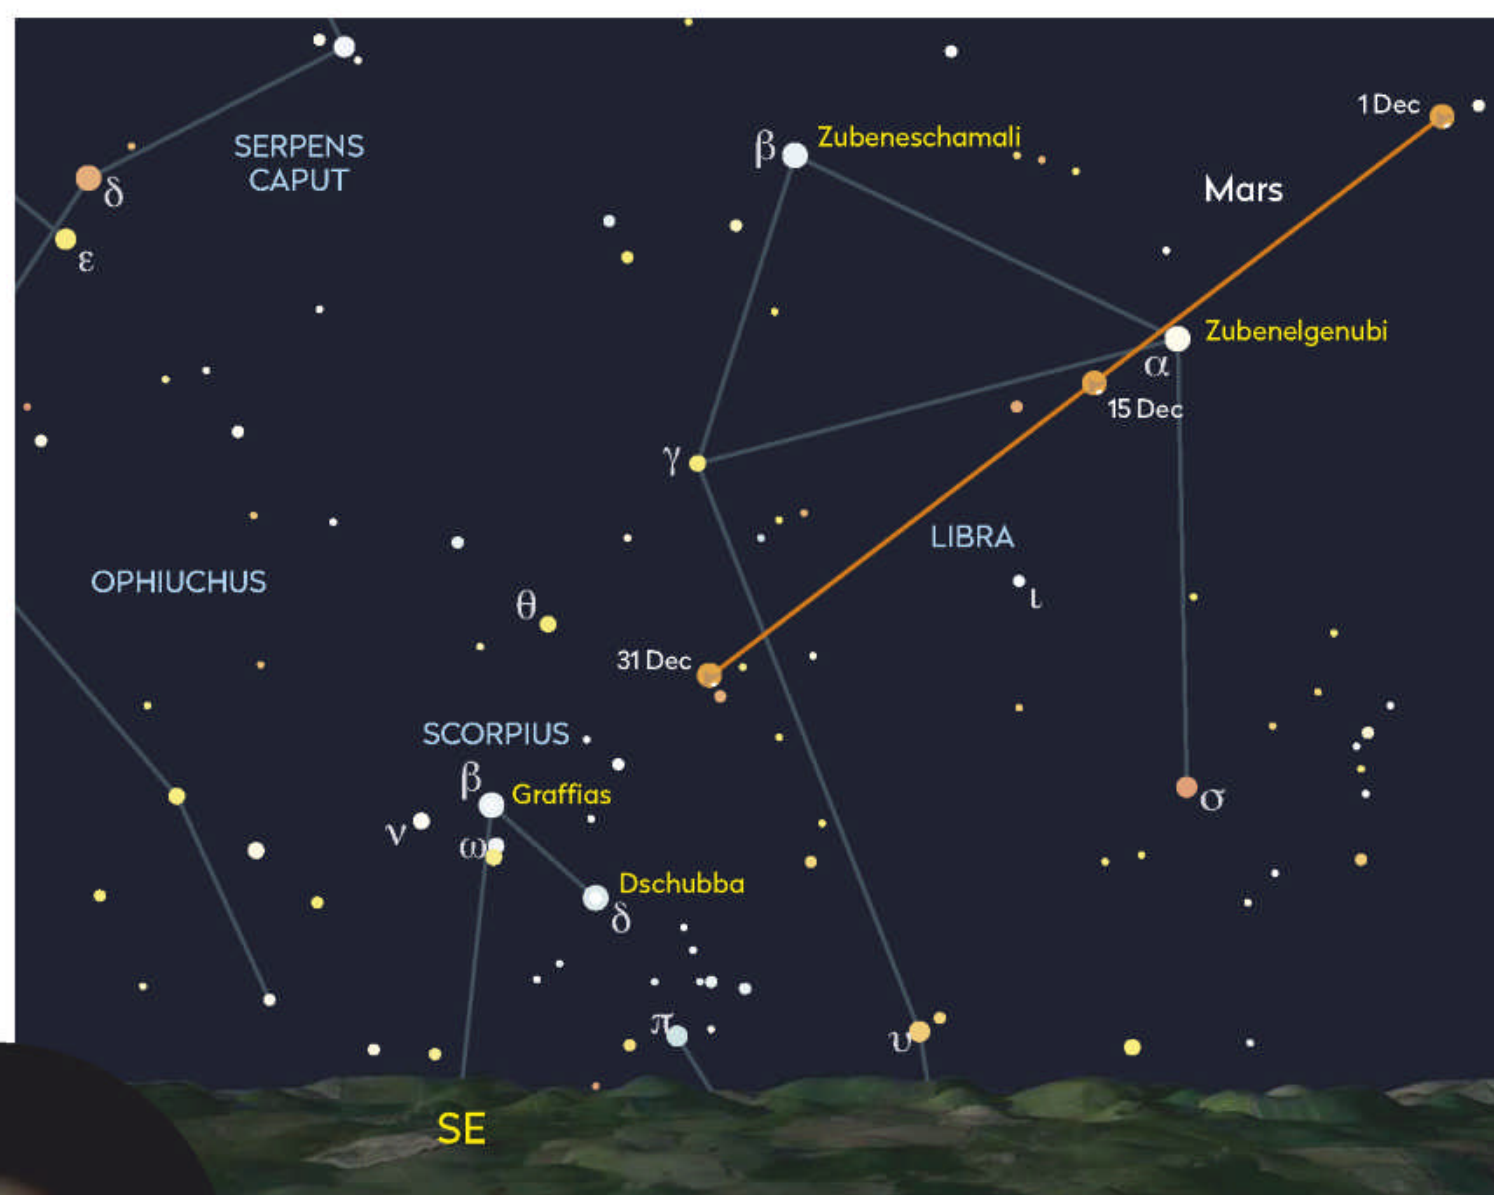 1 Dec
β
Zubeneschamali
SERPENS
CAPUT
δ
Mars
ε
Zubenelgenubi
α
15 Dec
γ
LIBRA
OPHIUCHUS
ι
θ
31 Dec
SCORPIUS
β
Graffias
σ
ν
ω
Dschubba
δ
π
υ
SE